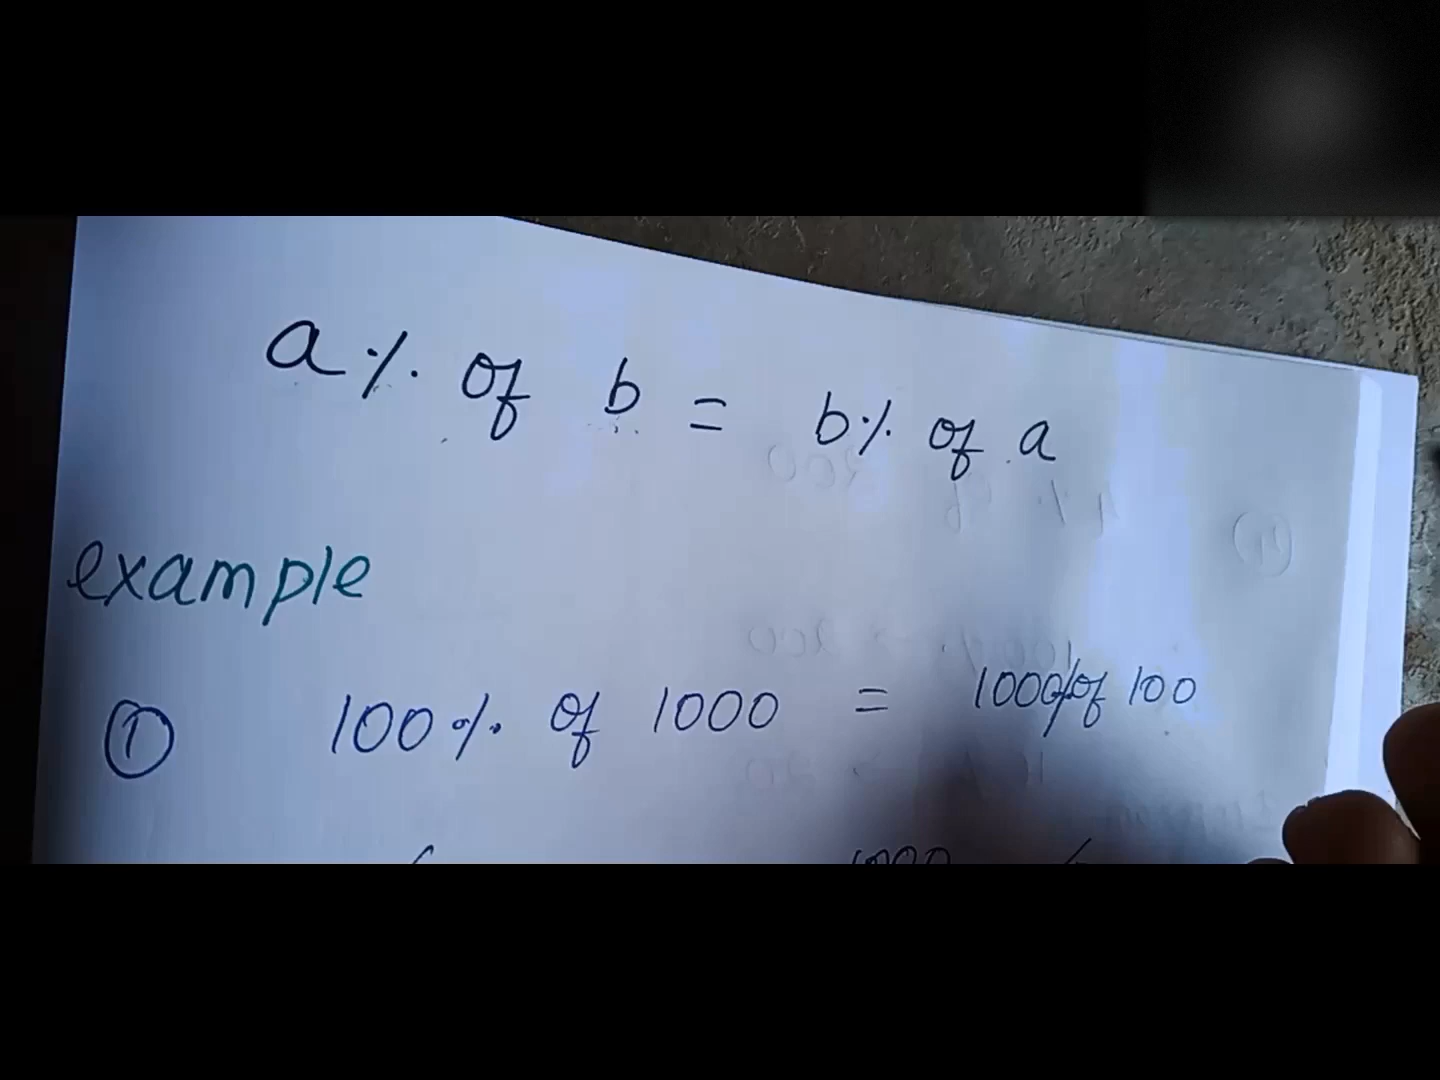 a% of b = b% of a
example
① 100% of 1000 = 1000% of 100